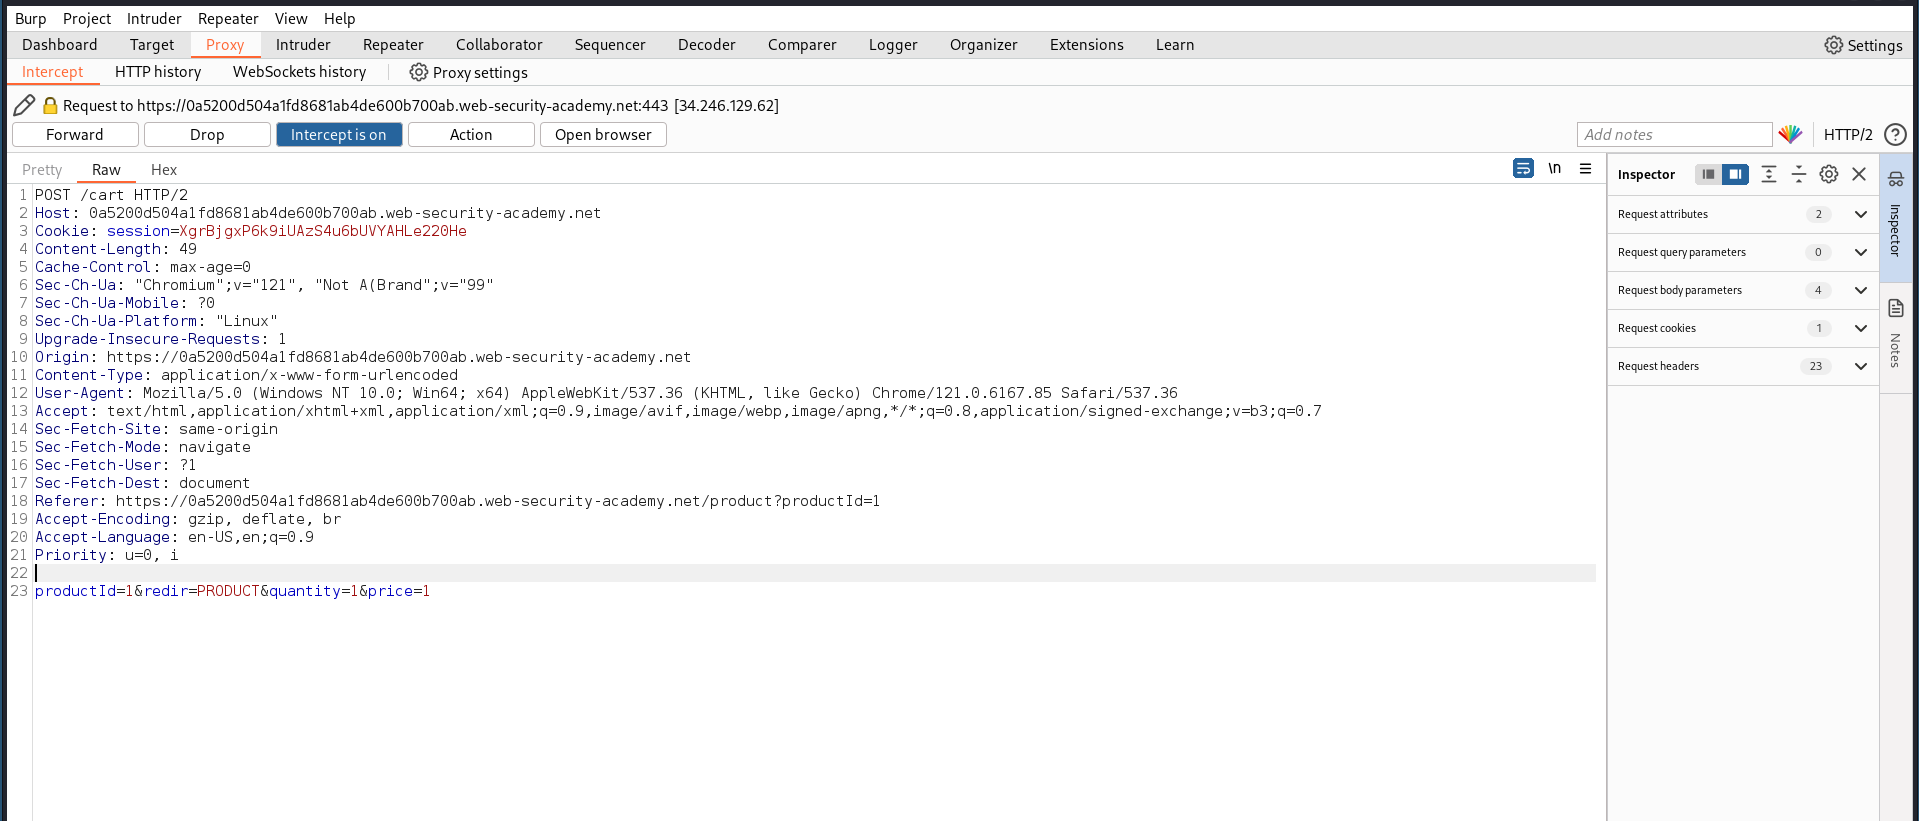 Burp Project Intruder Repeater View Help
Dashboard Target Proxy Intruder Repeater Collaborator Sequencer Decoder Comparer Logger Organizer Extensions Learn Settings
Intercept HTTP history WebSockets history Proxy settings
Request to https://0a5200d504a1fd8681ab4de600b700ab.web-security-academy.net:443 [34.246.129.62]
Forward Drop Intercept is on Action Open browser Add notes HTTP/2 ?
Pretty Raw Hex \n
1 POST /cart HTTP/2
2 Host: 0a5200d504a1fd8681ab4de600b700ab.web-security-academy.net
3 Cookie: session=XgrBjgxP6k9iUAzS4u6bUVYAHLe220He
4 Content-Length: 49
5 Cache-Control: max-age=0
6 Sec-Ch-Ua: "Chromium";v="121", "Not A(Brand";v="99"
7 Sec-Ch-Ua-Mobile: ?0
8 Sec-Ch-Ua-Platform: "Linux"
9 Upgrade-Insecure-Requests: 1
10 Origin: https://0a5200d504a1fd8681ab4de600b700ab.web-security-academy.net
11 Content-Type: application/x-www-form-urlencoded
12 User-Agent: Mozilla/5.0 (Windows NT 10.0; Win64; x64) AppleWebKit/537.36 (KHTML, like Gecko) Chrome/121.0.6167.85 Safari/537.36
13 Accept: text/html,application/xhtml+xml,application/xml;q=0.9,image/avif,image/webp,image/apng,*/*;q=0.8,application/signed-exchange;v=b3;q=0.7
14 Sec-Fetch-Site: same-origin
15 Sec-Fetch-Mode: navigate
16 Sec-Fetch-User: ?1
17 Sec-Fetch-Dest: document
18 Referer: https://0a5200d504a1fd8681ab4de600b700ab.web-security-academy.net/product?productId=1
19 Accept-Encoding: gzip, deflate, br
20 Accept-Language: en-US,en;q=0.9
21 Priority: u=0, i
22
23 productId=1&redir=PRODUCT&quantity=1&price=1
Inspector
Request attributes 2
Request query parameters 0
Request body parameters 4
Request cookies 1
Request headers 23
Inspector
Notes